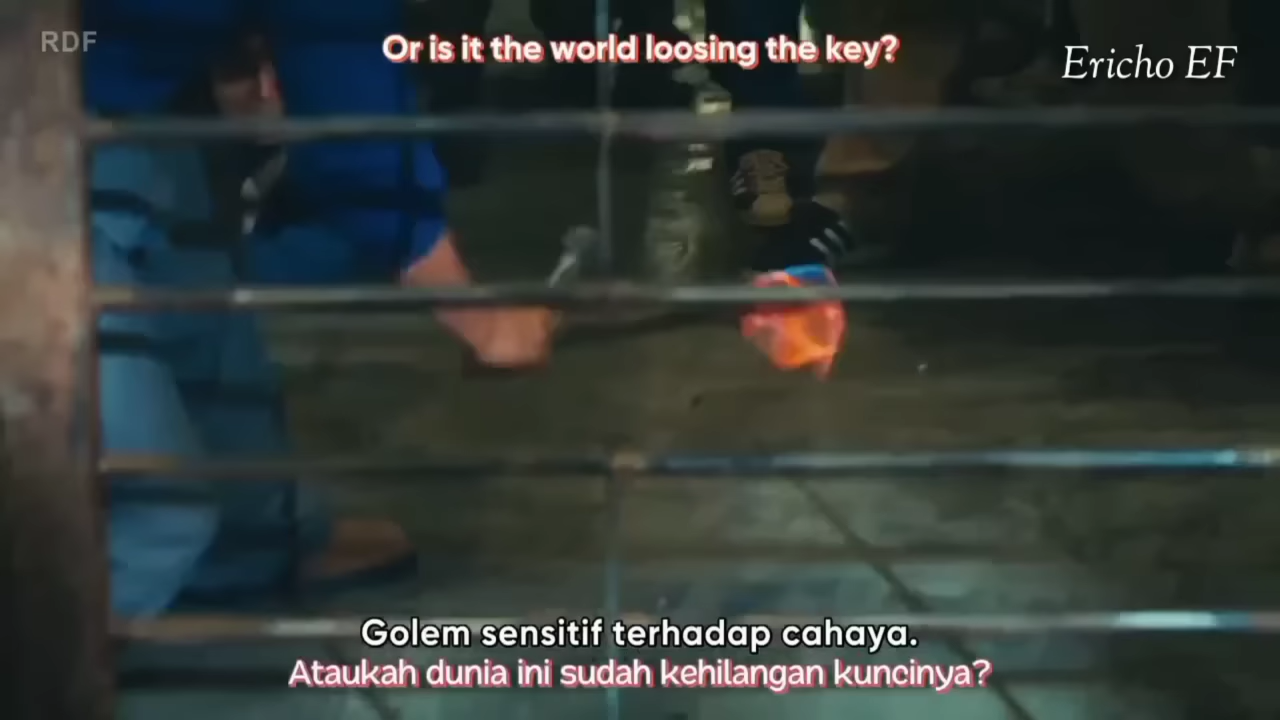 RDF
Or is it the world loosing the key?
Ericho EF
Golem sensitif terhadap cahaya.
Ataukah dunia ini sudah kehilangan kuncinya?